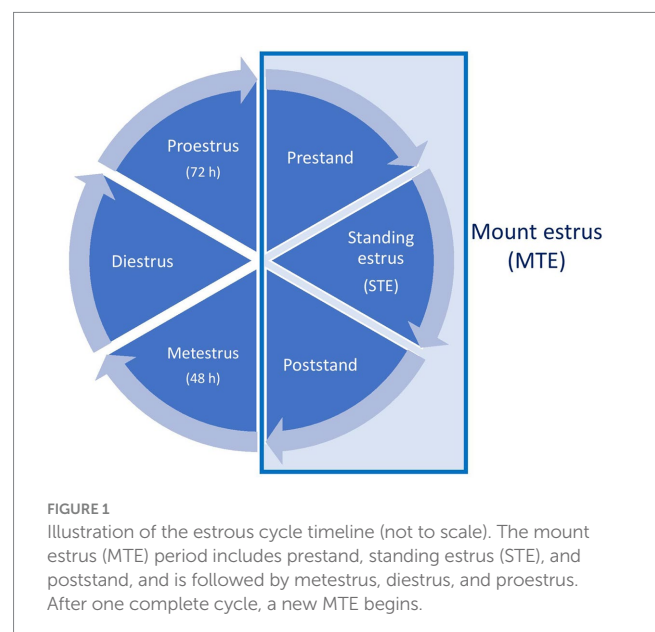 Proestrus
(72 h)
Prestand
Diestrus
Standing
estrus
(STE)
Mount estrus
(MTE)
Metestrus
(48 h)
Poststand
FIGURE 1
Illustration of the estrous cycle timeline (not to scale). The mount
estrus (MTE) period includes prestand, standing estrus (STE), and
poststand, and is followed by metestrus, diestrus, and proestrus.
After one complete cycle, a new MTE begins.